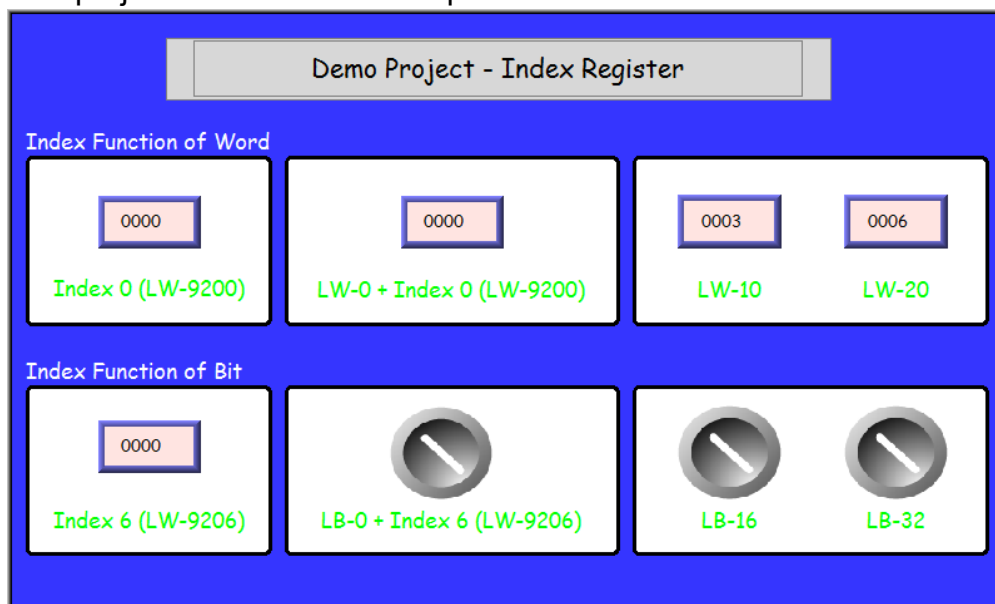 Demo Project - Index Register
Index Function of Word
0000
0000
0003
0006
Index 0 (LW-9200)
LW-0 + Index 0 (LW-9200)
LW-10
LW-20
Index Function of Bit
0000
Index 6 (LW-9206)
LB-0 + Index 6 (LW-9206)
LB-16
LB-32